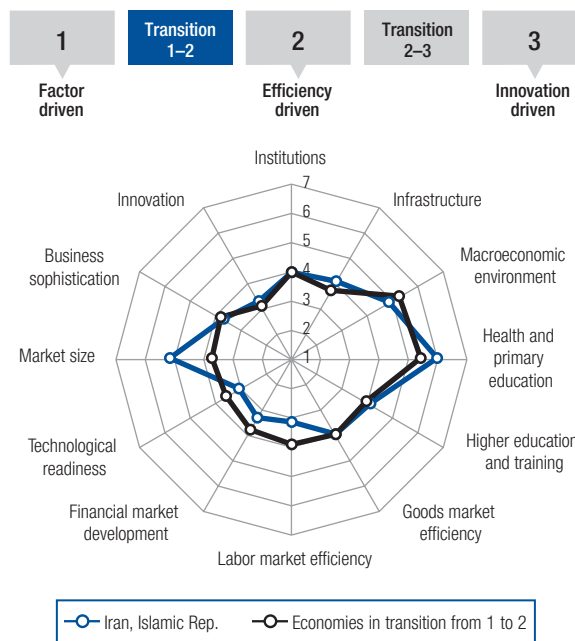 1
Transition
1–2
2
Transition
2–3
3
Factor
driven
Efficiency
driven
Innovation
driven
Institutions
7
6
5
4
3
2
1
Infrastructure
Macroeconomic
environment
Health and
primary
education
Higher education
and training
Goods market
efficiency
Labor market efficiency
Financial market
development
Technological
readiness
Market size
Business
sophistication
Innovation
Iran, Islamic Rep.
Economies in transition from 1 to 2